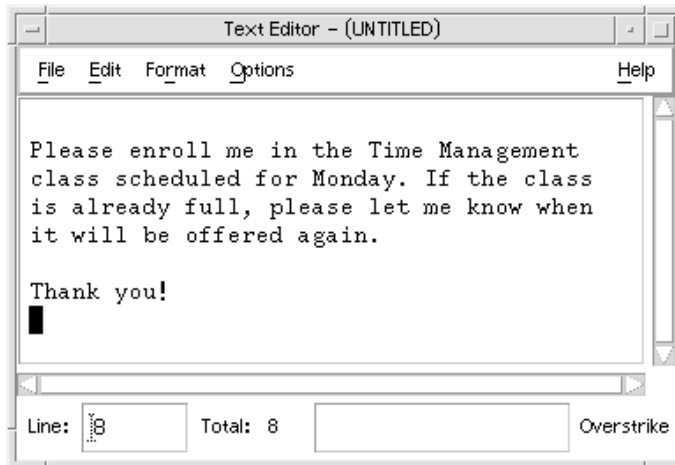 Text Editor – (UNTITLED)
File Edit Format Options Help
Please enroll me in the Time Management
class scheduled for Monday. If the class
is already full, please let me know when
it will be offered again.
Thank you!
Line: 8 Total: 8 Overstrike